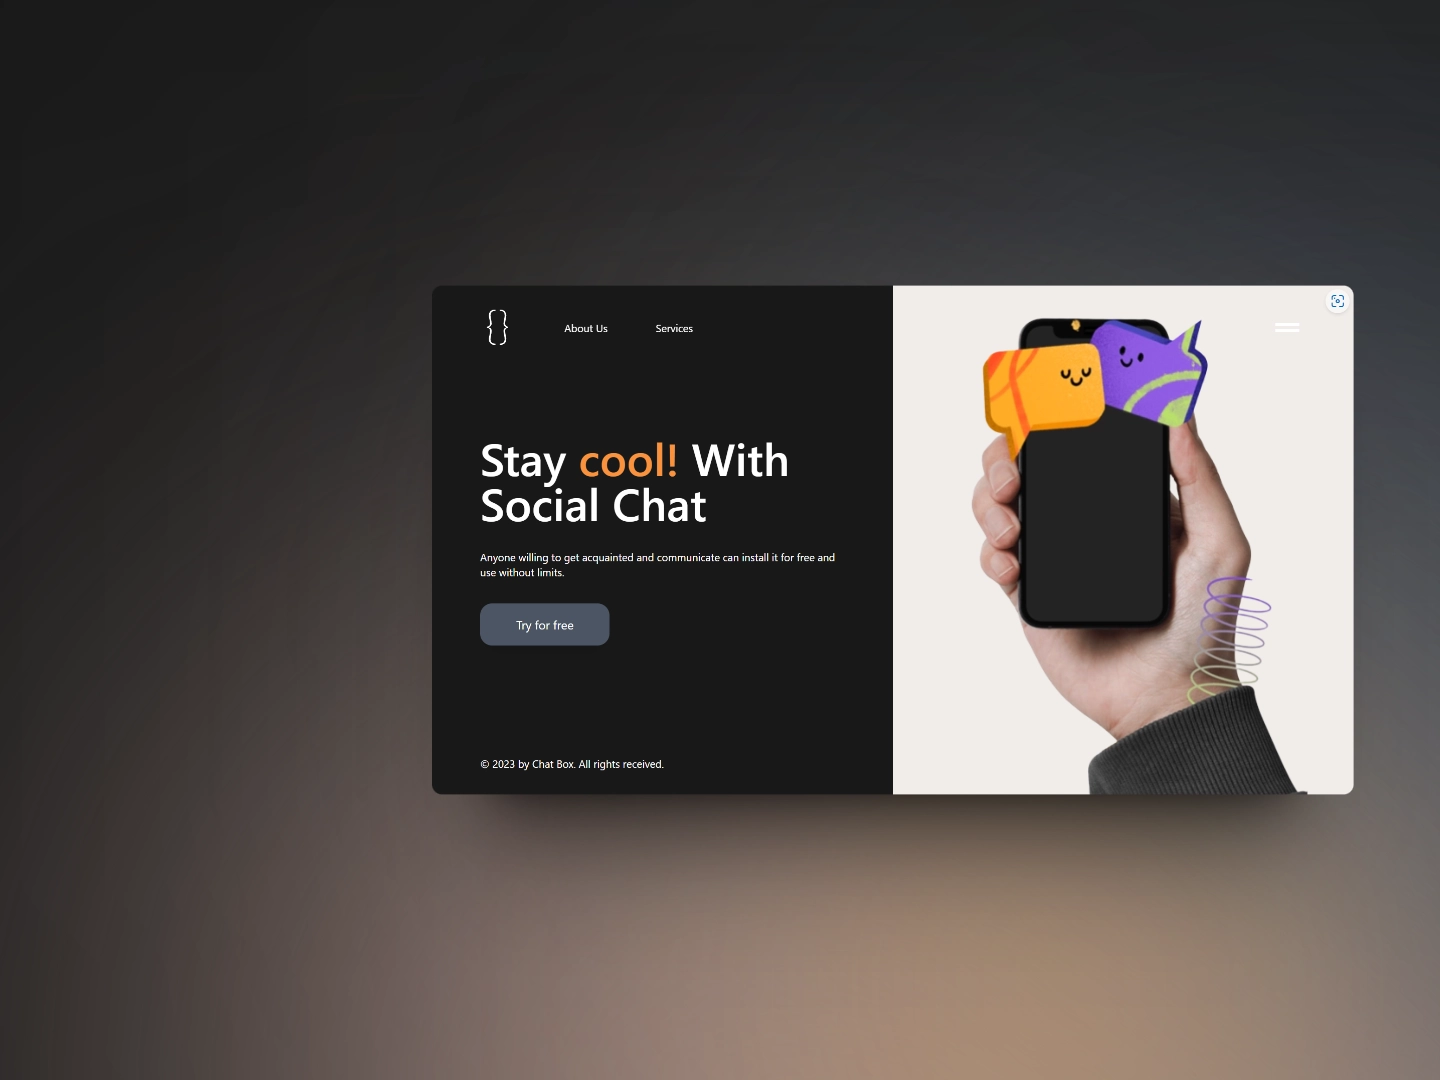 About Us
Services
Stay cool! With
Social Chat
Anyone willing to get acquainted and communicate can install it for free and
use without limits.
Try for free
© 2023 by Chat Box. All rights received.